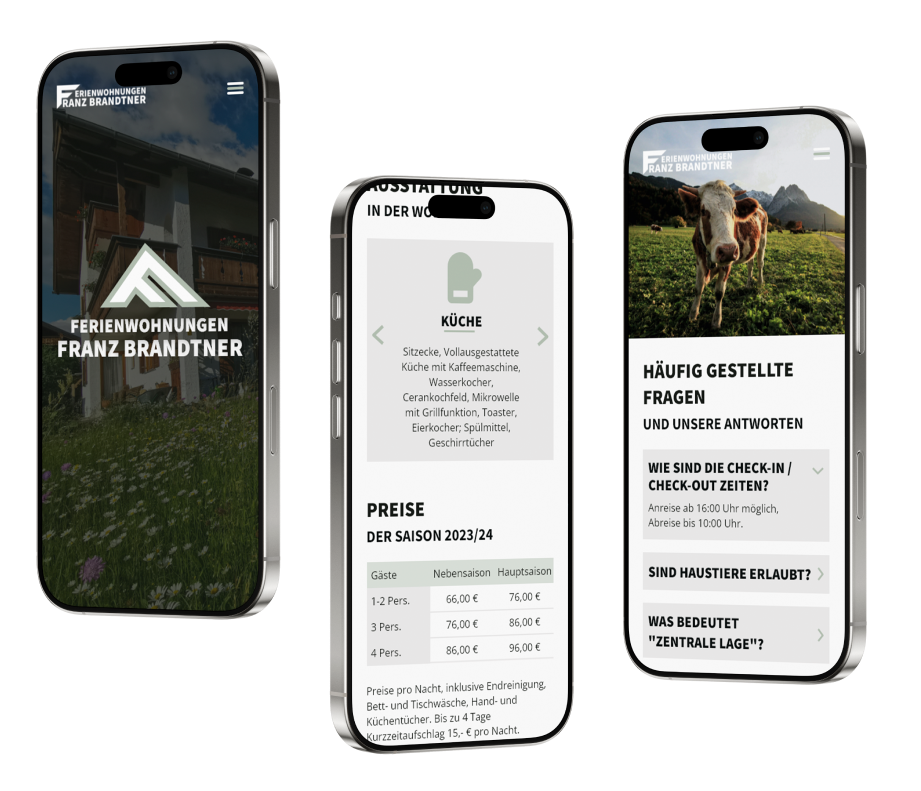 FERIENWOHNUNGEN
FRANZ BRANDTNER
FERIENWOHNUNGEN
FRANZ BRANDTNER
AUSSTATTUNG
IN DER WO
KÜCHE
Sitzecke, Vollausgestattete
Küche mit Kaffeemaschine,
Wasserkocher,
Cerankochfeld, Mikrowelle
mit Grillfunktion, Toaster,
Eierkocher; Spülmittel,
Geschirrtücher
PREISE
DER SAISON 2023/24
Gäste Nebensaison Hauptsaison
1-2 Pers. 66,00 € 76,00 €
3 Pers. 76,00 € 86,00 €
4 Pers. 86,00 € 96,00 €
Preise pro Nacht, inklusive Endreinigung,
Bett- und Tischwäsche, Hand- und
Küchentücher. Bis zu 4 Tage
Kurzzeitaufschlag 15,- € pro Nacht.
FERIENWOHNUNGEN
FRANZ BRANDTNER
HÄUFIG GESTELLTE
FRAGEN
UND UNSERE ANTWORTEN
WIE SIND DIE CHECK-IN /
CHECK-OUT ZEITEN?
Anreise ab 16:00 Uhr möglich,
Abreise bis 10:00 Uhr.
SIND HAUSTIERE ERLAUBT?
WAS BEDEUTET
"ZENTRALE LAGE"?